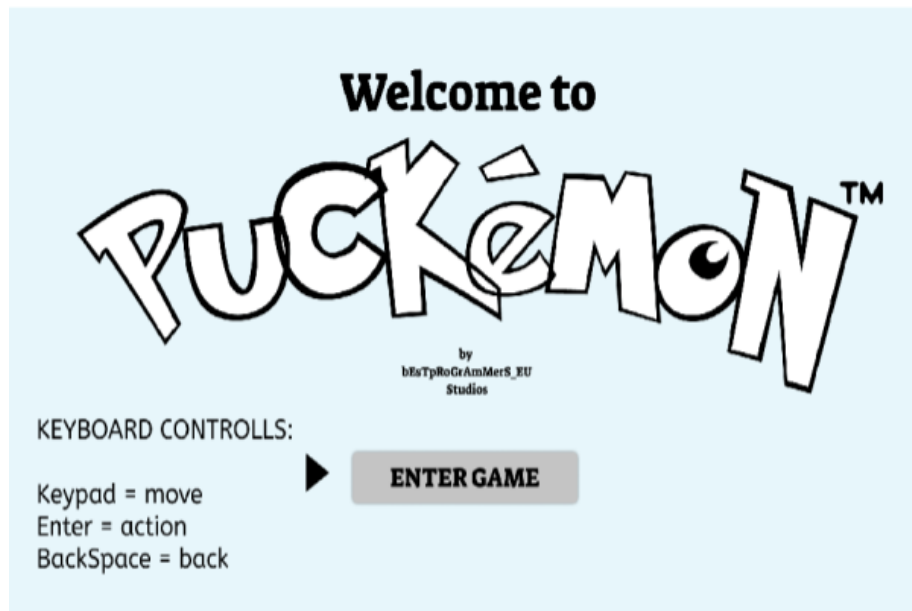 Welcome to
PUCKéMON™
by
bEsTpRoGrAmMerS_EU
Studios
KEYBOARD CONTROLLS:
ENTER GAME
Keypad = move
Enter = action
BackSpace = back